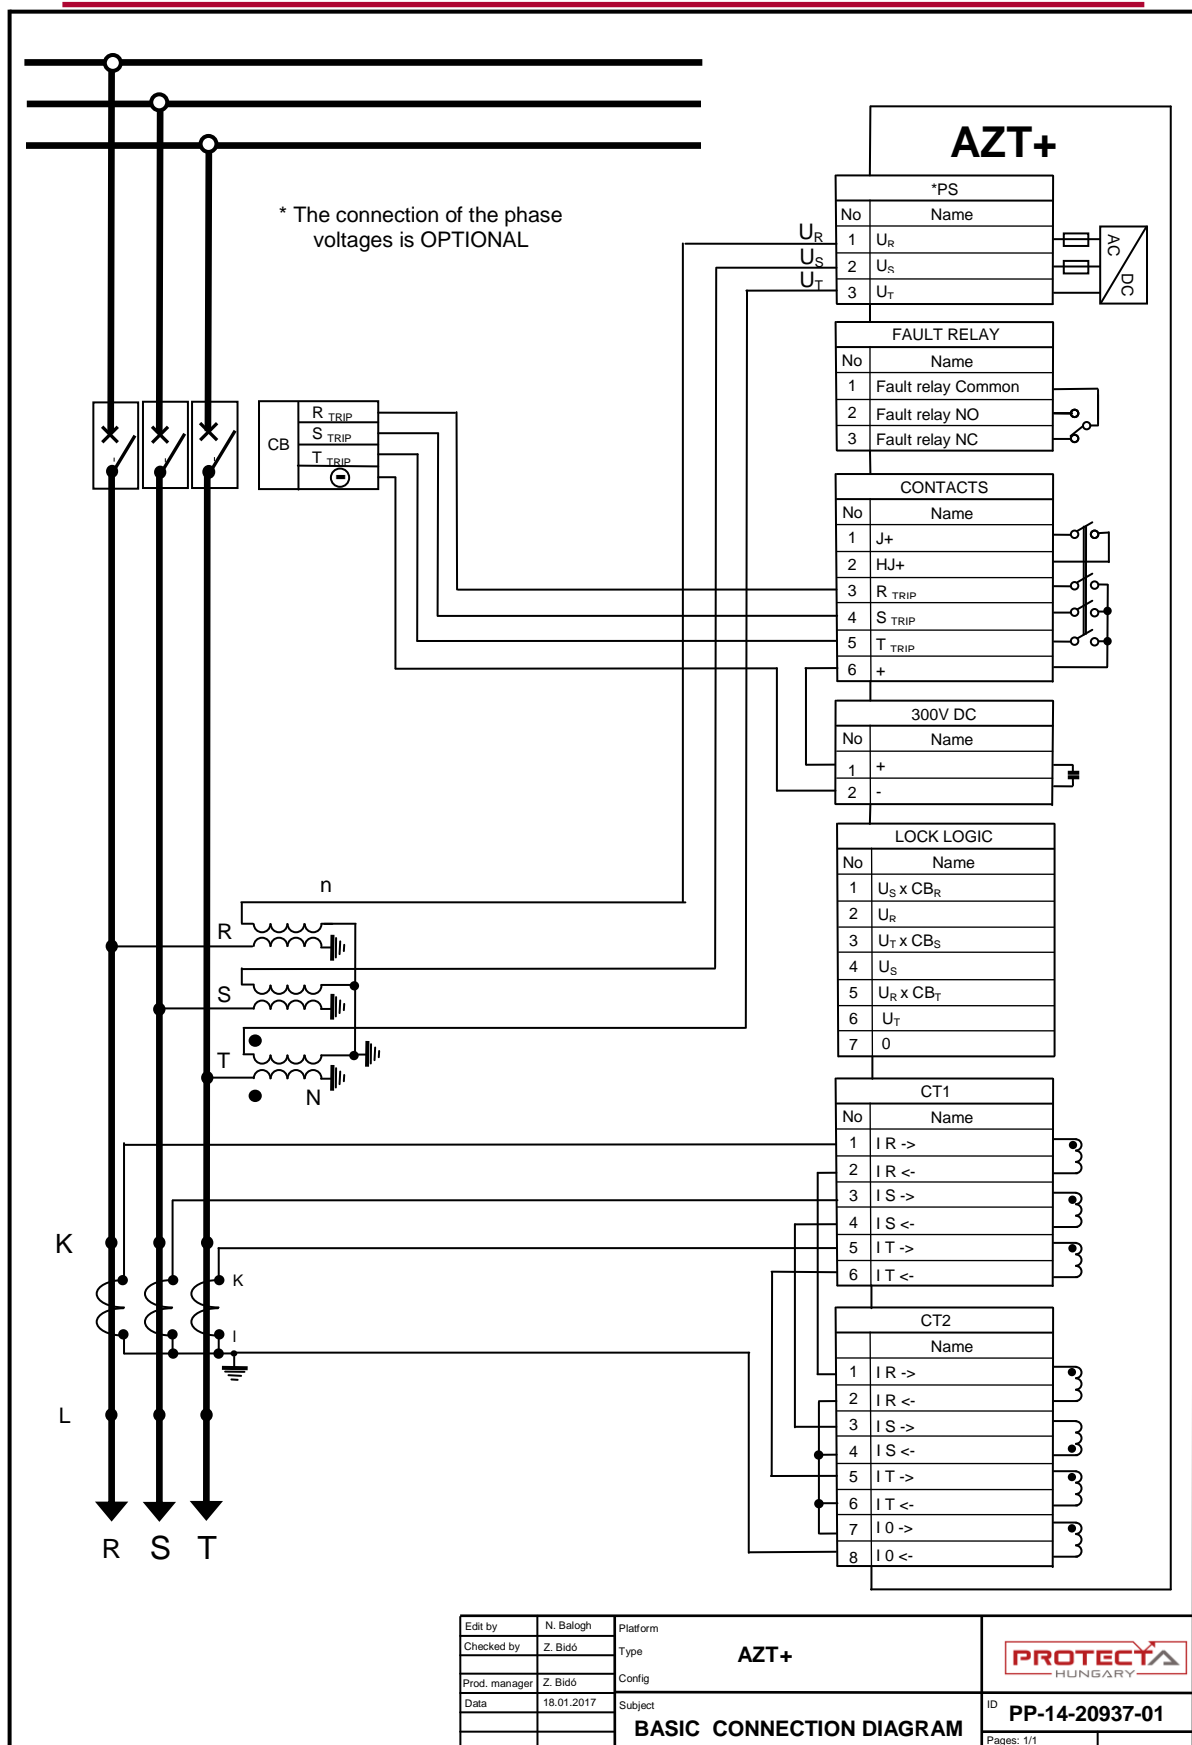 AZT+
* The connection of the phase
voltages is OPTIONAL
*PS
No Name
1 UR
2 US
3 UT
UR
US
UT
AC
DC
FAULT RELAY
No Name
1 Fault relay Common
2 Fault relay NO
3 Fault relay NC
CB
R TRIP
S TRIP
T TRIP
-
CONTACTS
No Name
1 J+
2 HJ+
3 R TRIP
4 S TRIP
5 T TRIP
6 +
300V DC
No Name
1 +
2 -
LOCK LOGIC
No Name
1 US x CBR
2 UR
3 UT x CBS
4 US
5 UR x CBT
6 UT
7 0
n
R
S
T
N
CT1
No Name
1 I R ->
2 I R <-
3 I S ->
4 I S <-
5 I T ->
6 I T <-
K
K
l
L
CT2
Name
1 I R ->
2 I R <-
3 I S ->
4 I S <-
5 I T ->
6 I T <-
7 I 0 ->
8 I 0 <-
R S T
Edit by N. Balogh
Checked by Z. Bidó
Prod. manager Z. Bidó
Data 18.01.2017
Platform
Type AZT+
Config
Subject
BASIC CONNECTION DIAGRAM
PROTECTA
HUNGARY
ID PP-14-20937-01
Pages: 1/1